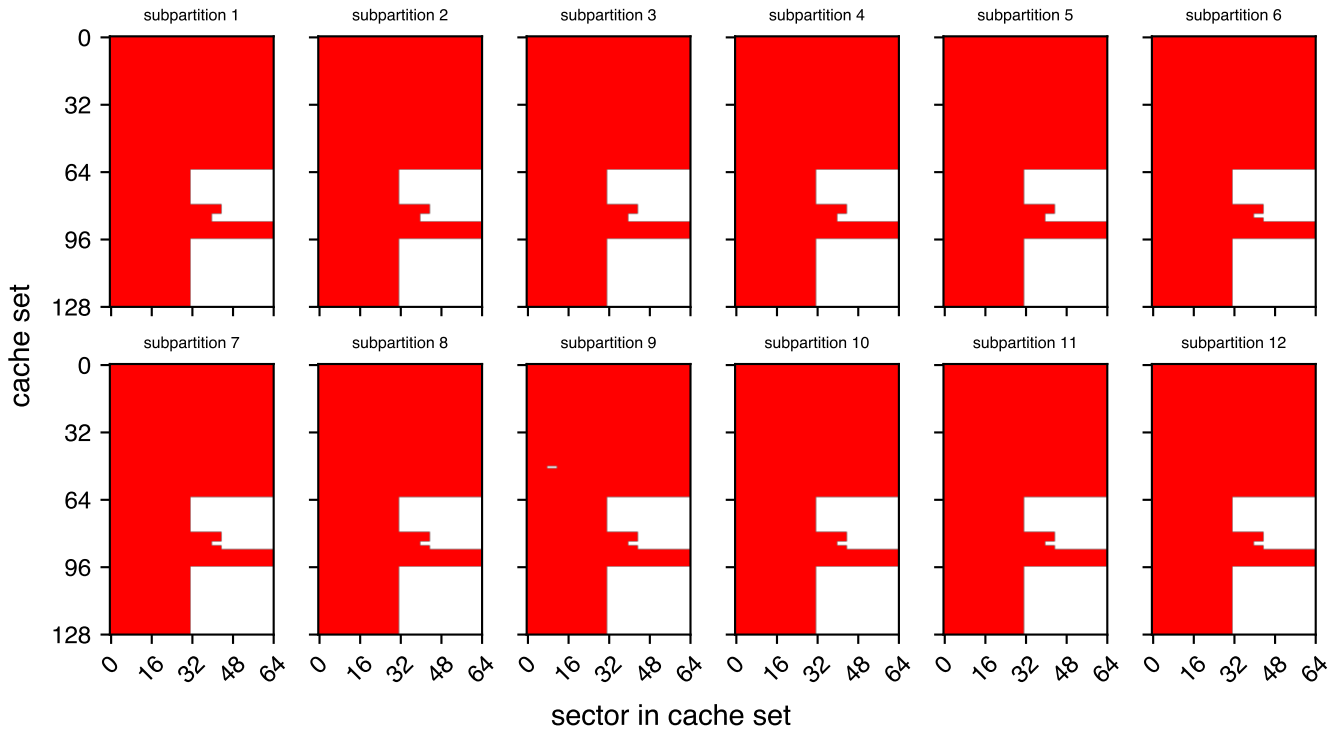 subpartition 1 subpartition 2 subpartition 3 subpartition 4 subpartition 5 subpartition 6
0
32
64
96
128
subpartition 7 subpartition 8 subpartition 9 subpartition 10 subpartition 11 subpartition 12
0
32
64
96
128
0 16 32 48 64 0 16 32 48 64 0 16 32 48 64 0 16 32 48 64 0 16 32 48 64 0 16 32 48 64
cache set
sector in cache set